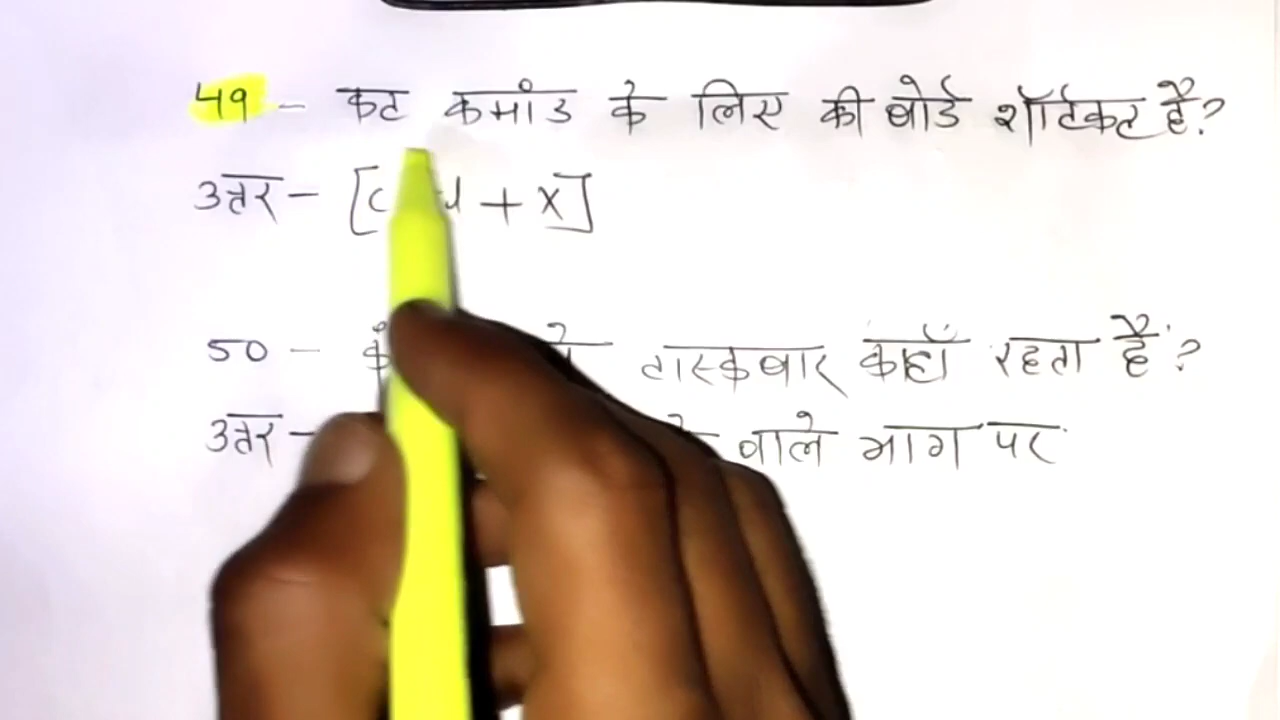 49 - कट कमांड के लिए की बोर्ड शॉर्टकट है?
उत्तर - [ + X]
50 - टास्कबार कहाँ रहता है?
उत्तर - वाले भाग पर